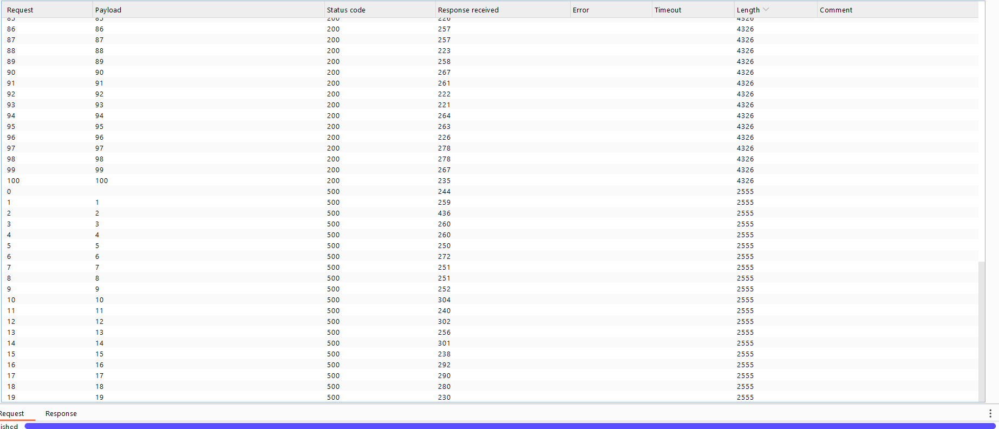 Request Payload Status code Response received Error Timeout Length Comment
85 85 200 226 4326
86 86 200 257 4326
87 87 200 257 4326
88 88 200 223 4326
89 89 200 258 4326
90 90 200 267 4326
91 91 200 261 4326
92 92 200 222 4326
93 93 200 221 4326
94 94 200 264 4326
95 95 200 263 4326
96 96 200 226 4326
97 97 200 278 4326
98 98 200 278 4326
99 99 200 267 4326
100 100 200 235 4326
0 500 244 2555
1 1 500 259 2555
2 2 500 436 2555
3 3 500 260 2555
4 4 500 260 2555
5 5 500 250 2555
6 6 500 272 2555
7 7 500 251 2555
8 8 500 251 2555
9 9 500 252 2555
10 10 500 304 2555
11 11 500 240 2555
12 12 500 302 2555
13 13 500 256 2555
14 14 500 301 2555
15 15 500 238 2555
16 16 500 292 2555
17 17 500 290 2555
18 18 500 280 2555
19 19 500 230 2555
Request Response
ished